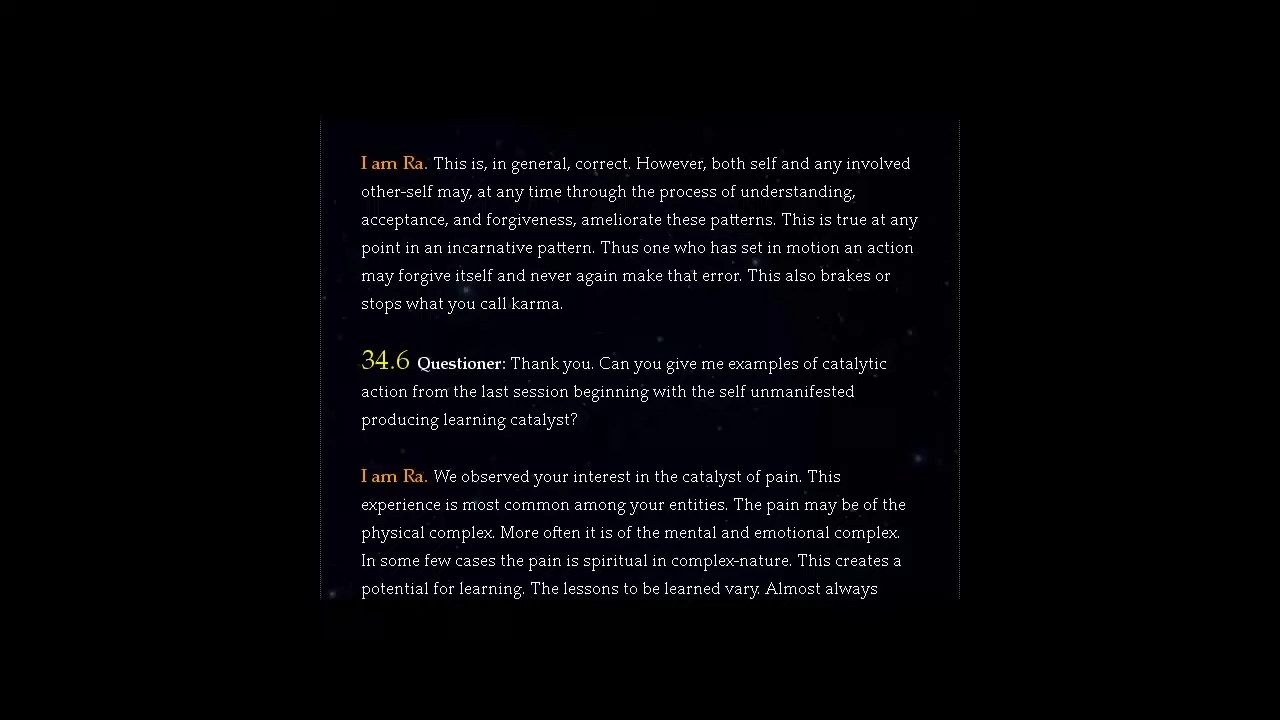 I am Ra. This is, in general, correct. However, both self and any involved
other-self may, at any time through the process of understanding,
acceptance, and forgiveness, ameliorate these patterns. This is true at any
point in an incarnative pattern. Thus one who has set in motion an action
may forgive itself and never again make that error. This also brakes or
stops what you call karma.
34.6 Questioner: Thank you. Can you give me examples of catalytic
action from the last session beginning with the self unmanifested
producing learning catalyst?
I am Ra. We observed your interest in the catalyst of pain. This
experience is most common among your entities. The pain may be of the
physical complex. More often it is of the mental and emotional complex.
In some few cases the pain is spiritual in complex-nature. This creates a
potential for learning. The lessons to be learned vary. Almost always